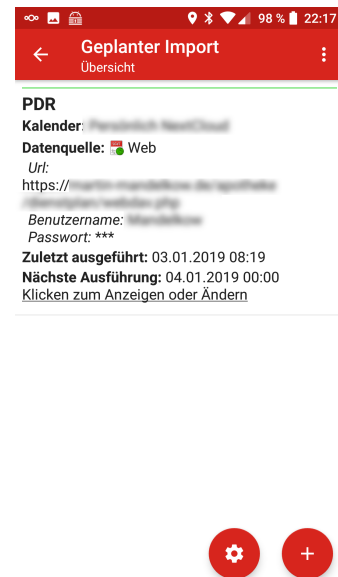 98 % 22:17
Geplanter Import
Übersicht
PDR
Kalender:
Datenquelle: Web
Url:
https://
Benutzername:
Passwort: ***
Zuletzt ausgeführt: 03.01.2019 08:19
Nächste Ausführung: 04.01.2019 00:00
Klicken zum Anzeigen oder Ändern